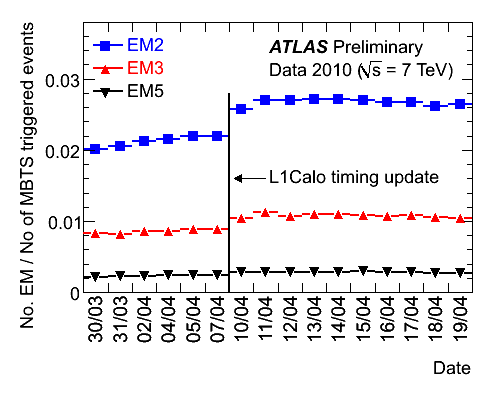 EM2
EM3
EM5
ATLAS Preliminary
Data 2010 (√s = 7 TeV)
L1Calo timing update
No. EM / No of MBTS triggered events
0.03
0.02
0.01
0
30/03
31/03
02/04
04/04
05/04
07/04
10/04
11/04
12/04
13/04
14/04
15/04
16/04
17/04
18/04
19/04
Date